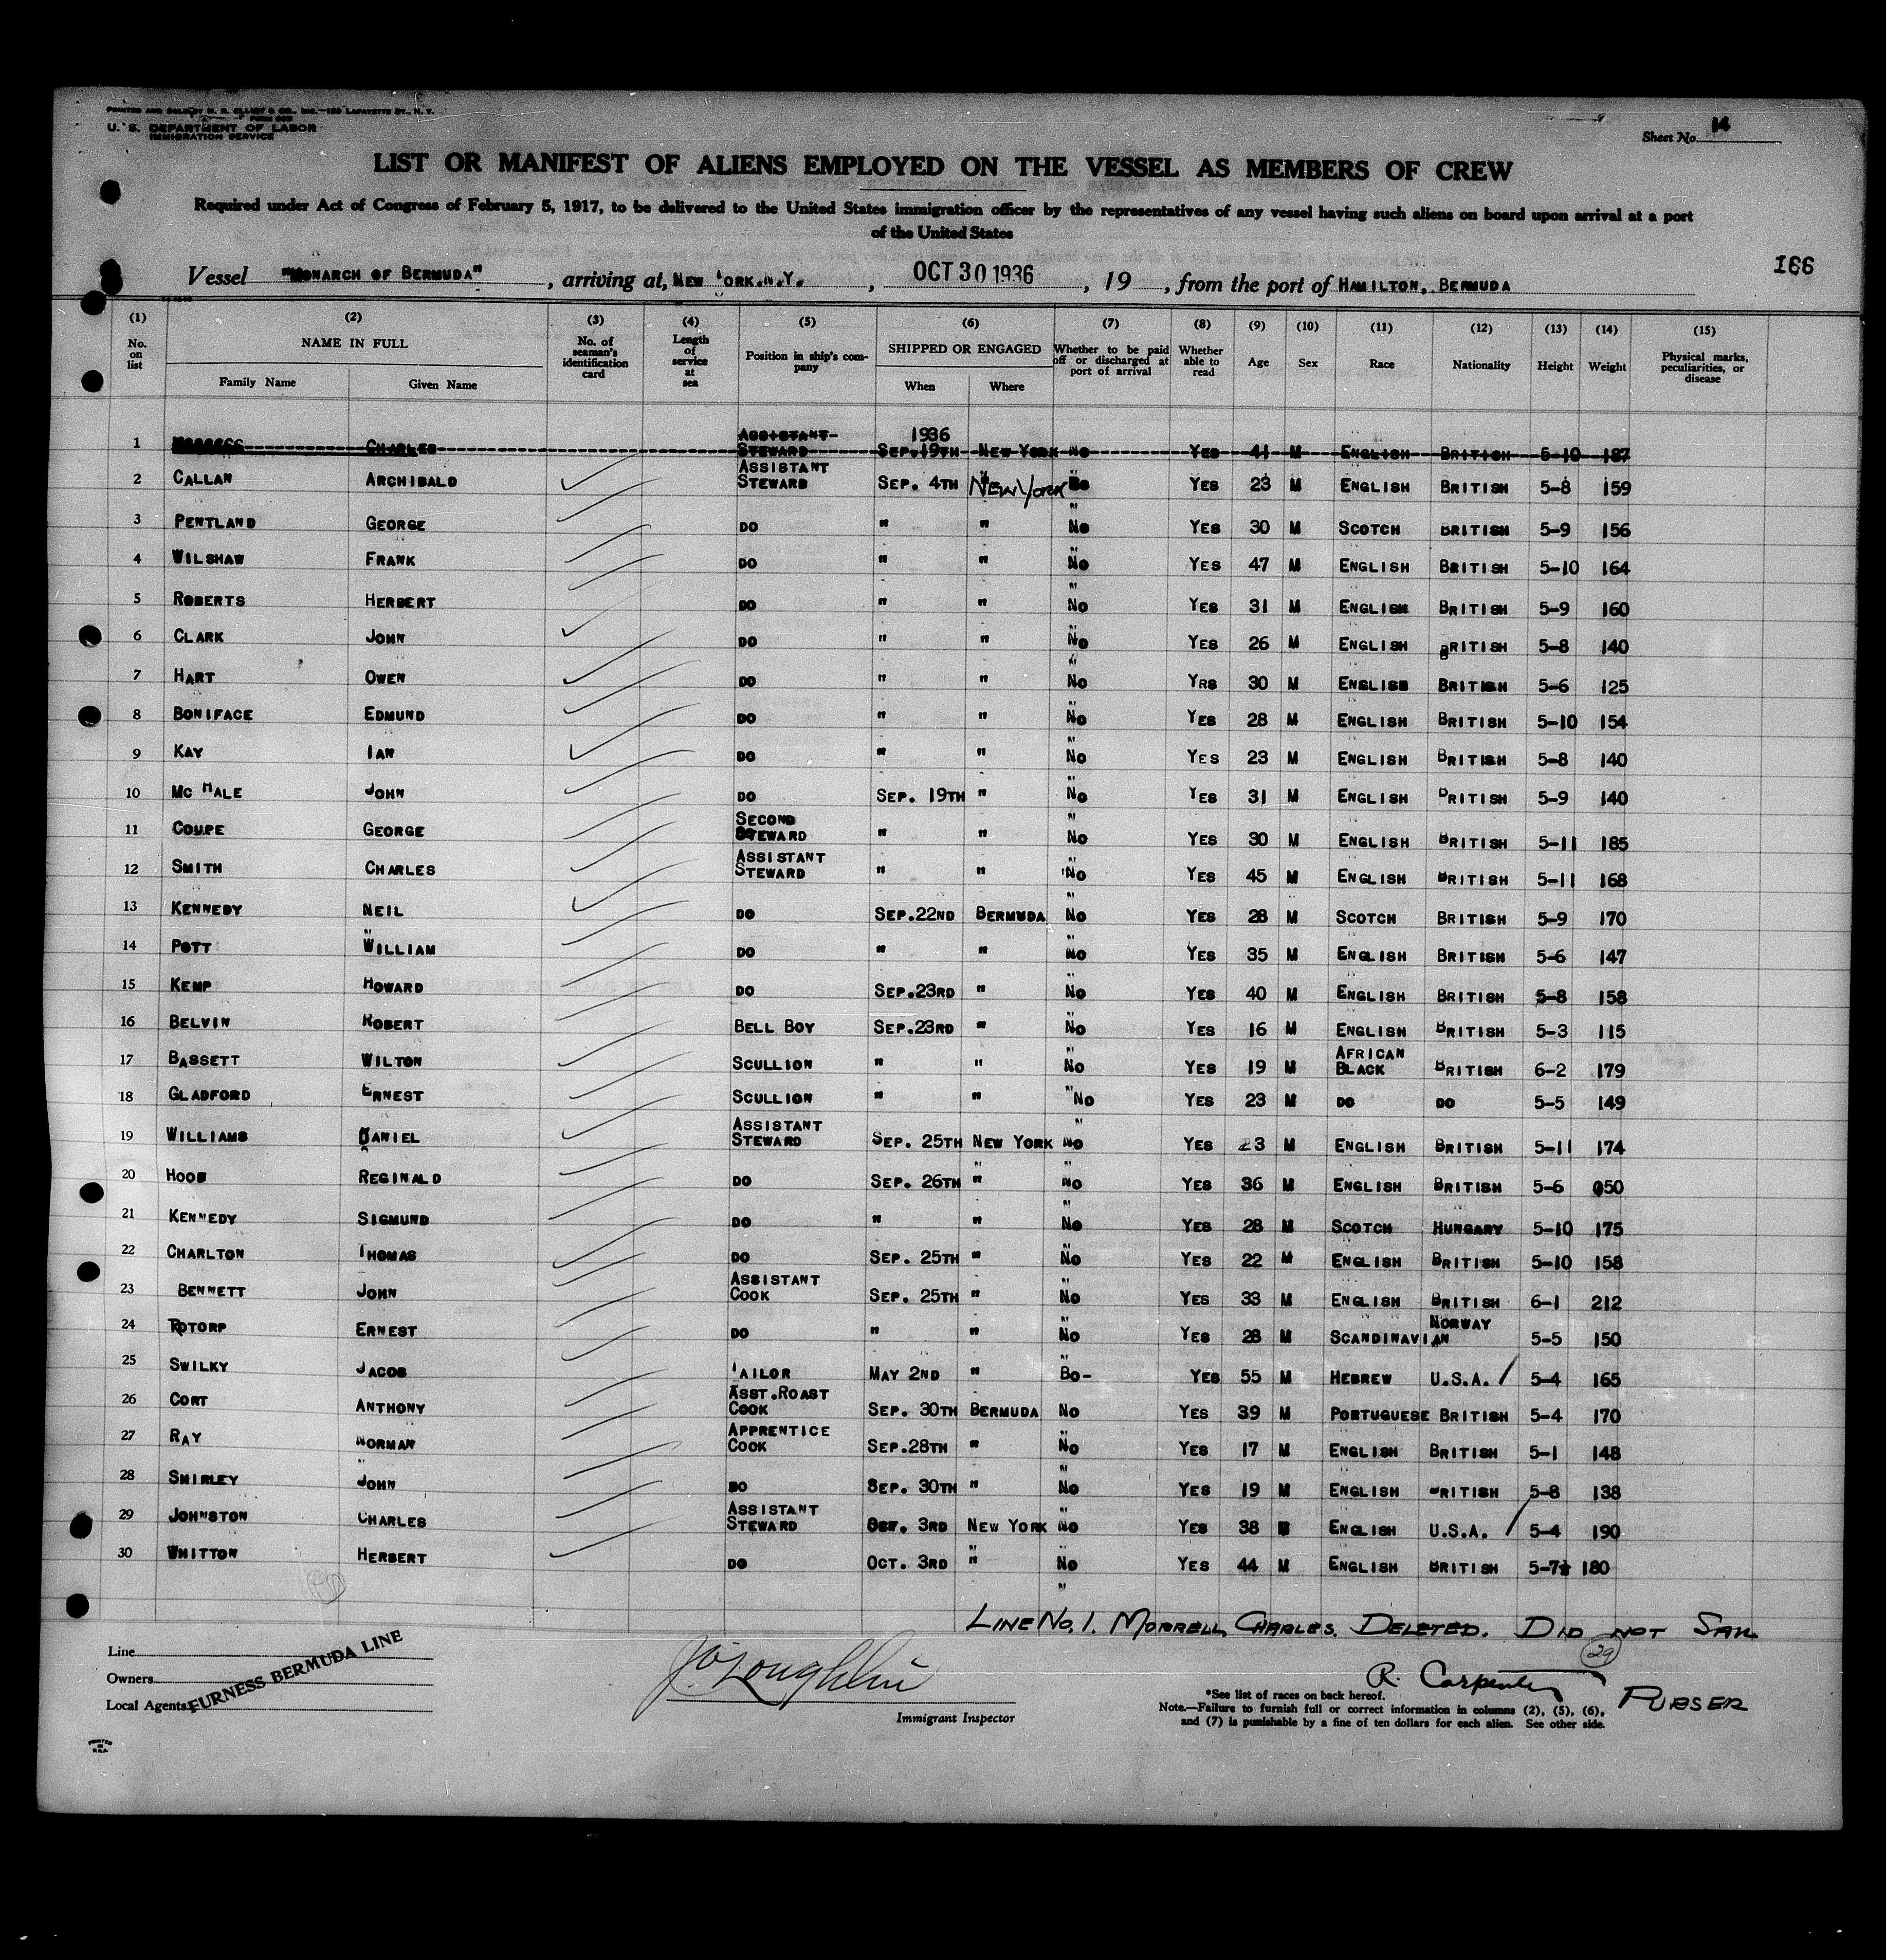 PRINTED AND SOLD BY M. R. ELLIOT & CO., INC.—129 LAFAYETTE ST., N. Y.
U. S. DEPARTMENT OF LABOR
IMMIGRATION SERVICE
Sheet No. 14
LIST OR MANIFEST OF ALIENS EMPLOYED ON THE VESSEL AS MEMBERS OF CREW
Required under Act of Congress of February 5, 1917, to be delivered to the United States immigration officer by the representatives of any vessel having such aliens on board upon arrival at a port
of the United States
Vessel "MONARCH OF BERMUDA", arriving at, NEW YORK.N.Y., OCT 30 1936, 19 , from the port of HAMILTON, BERMUDA
166
(1) No. on list (2) NAME IN FULL Family Name Given Name (3) No. of seaman's identification card (4) Length of service at sea (5) Position in ship's company (6) SHIPPED OR ENGAGED When Where (7) Whether to be paid off or discharged at port of arrival (8) Whether able to read (9) Age (10) Sex (11) Race (12) Nationality (13) Height (14) Weight (15) Physical marks, peculiarities, or disease
1 CHARLES ASSISTANT STEWARD 1936 SEP.19TH NEW YORK NO YES 41 M ENGLISH BRITISH 5-10 187
2 CALLAN ARCHIBALD ASSISTANT STEWARD SEP. 4TH NEW YORK No YES 23 M ENGLISH BRITISH 5-8 159
3 PENTLAND GEORGE DO " " No YES 30 M SCOTCH BRITISH 5-9 156
4 WILSHAW FRANK DO " " No YES 47 M ENGLISH BRITISH 5-10 164
5 ROBERTS HERBERT DO " " No YES 31 M ENGLISH BRITISH 5-9 160
6 CLARK JOHN DO " " No YES 26 M ENGLISH BRITISH 5-8 140
7 HART OWEN DO " " No YRS 30 M ENGLISH BRITISH 5-6 125
8 BONIFACE EDMUND DO " " No YES 28 M ENGLISH BRITISH 5-10 154
9 KAY IAN DO " " No YES 23 M ENGLISH BRITISH 5-8 140
10 MC HALE JOHN DO SEP. 19TH " No YES 31 M ENGLISH BRITISH 5-9 140
11 COUPE GEORGE SECOND STEWARD " " No YES 30 M ENGLISH BRITISH 5-11 185
12 SMITH CHARLES ASSISTANT STEWARD " " No YES 45 M ENGLISH BRITISH 5-11 168
13 KENNEDY NEIL DO SEP.22ND BERMUDA No YES 28 M SCOTCH BRITISH 5-9 170
14 POTT WILLIAM DO " " No YES 35 M ENGLISH BRITISH 5-6 147
15 KEMP HOWARD DO SEP.23RD " No YES 40 M ENGLISH BRITISH 5-8 158
16 BELVIN ROBERT BELL BOY SEP.23RD " No YES 16 M ENGLISH BRITISH 5-3 115
17 BASSETT WILTON SCULLION " " No YES 19 M AFRICAN BLACK BRITISH 6-2 179
18 GLADFORD ERNEST SCULLION " " No YES 23 M DO DO 5-5 149
19 WILLIAMS DANIEL ASSISTANT STEWARD SEP. 25TH NEW YORK No YES 23 M ENGLISH BRITISH 5-11 174
20 HOOD REGINALD DO SEP. 26TH " No YES 36 M ENGLISH BRITISH 5-6 050
21 KENNEDY SIGMUND DO " " No YES 28 M SCOTCH HUNGARY 5-10 175
22 CHARLTON THOMAS DO SEP. 25TH " No YES 22 M ENGLISH BRITISH 5-10 158
23 BENNETT JOHN ASSISTANT COOK SEP. 25TH " No YES 33 M ENGLISH BRITISH 6-1 212
24 ROTORP ERNEST DO " " No YES 28 M SCANDINAVIAN NORWAY 5-5 150
25 SWILKY JACOB TAILOR MAY 2ND " Bo- YES 55 M HEBREW U.S.A. 5-4 165
26 CORT ANTHONY ASST.ROAST COOK SEP. 30TH BERMUDA No YES 39 M PORTUGUESE BRITISH 5-4 170
27 RAY NORMAN APPRENTICE COOK SEP.28TH " No YES 17 M ENGLISH BRITISH 5-1 148
28 SHIRLEY JOHN DO SEP. 30TH " No YES 19 M ENGLISH BRITISH 5-8 138
29 JOHNSTON CHARLES ASSISTANT STEWARD OCT. 3RD NEW YORK No YES 38 M ENGLISH U.S.A. 5-4 190
30 WHITTON HERBERT DO OCT. 3RD " No YES 44 M ENGLISH BRITISH 5-7½ 180
LINE No. 1. MORRELL, CHARLES. DELETED. DID NOT SAIL
29
Line
Owners
Local Agents FURNESS BERMUDA LINE
J O'Loughlin
Immigrant Inspector
R. Carpenter
PURSER
*See list of races on back hereof.
Note.—Failure to furnish full or correct information in columns (2), (5), (6),
and (7) is punishable by a fine of ten dollars for each alien. See other side.
PRINTED IN U.S.A.